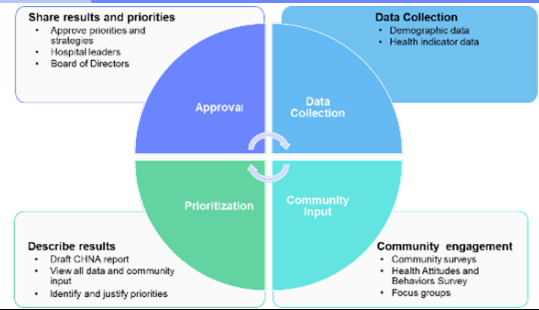 Share results and priorities
• Approve priorities and
strategies
• Hospital leaders
• Board of Directors
Data Collection
• Demographic data
• Health indicator data
Approval
Data
Collection
Prioritization
Community
Input
Describe results
• Draft CHNA report
• View all data and community
input
• Identify and justify priorities
Community engagement
• Community surveys
• Health Attitudes and
Behaviors Survey
• Focus groups